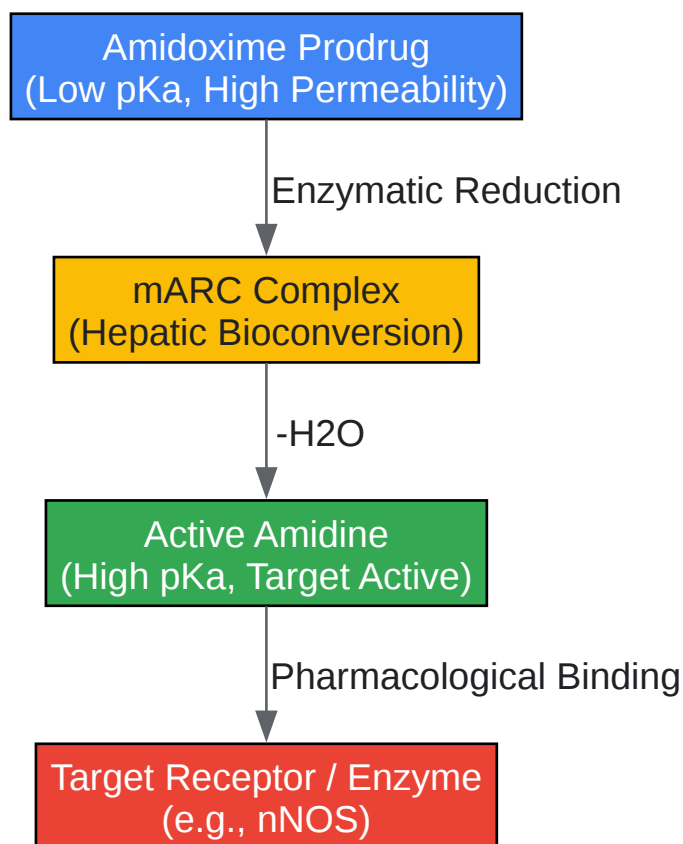 Amidoxime Prodrug
(Low pKa, High Permeability)
Enzymatic Reduction
mARC Complex
(Hepatic Bioconversion)
-H2O
Active Amidine
(High pKa, Target Active)
Pharmacological Binding
Target Receptor / Enzyme
(e.g., nNOS)